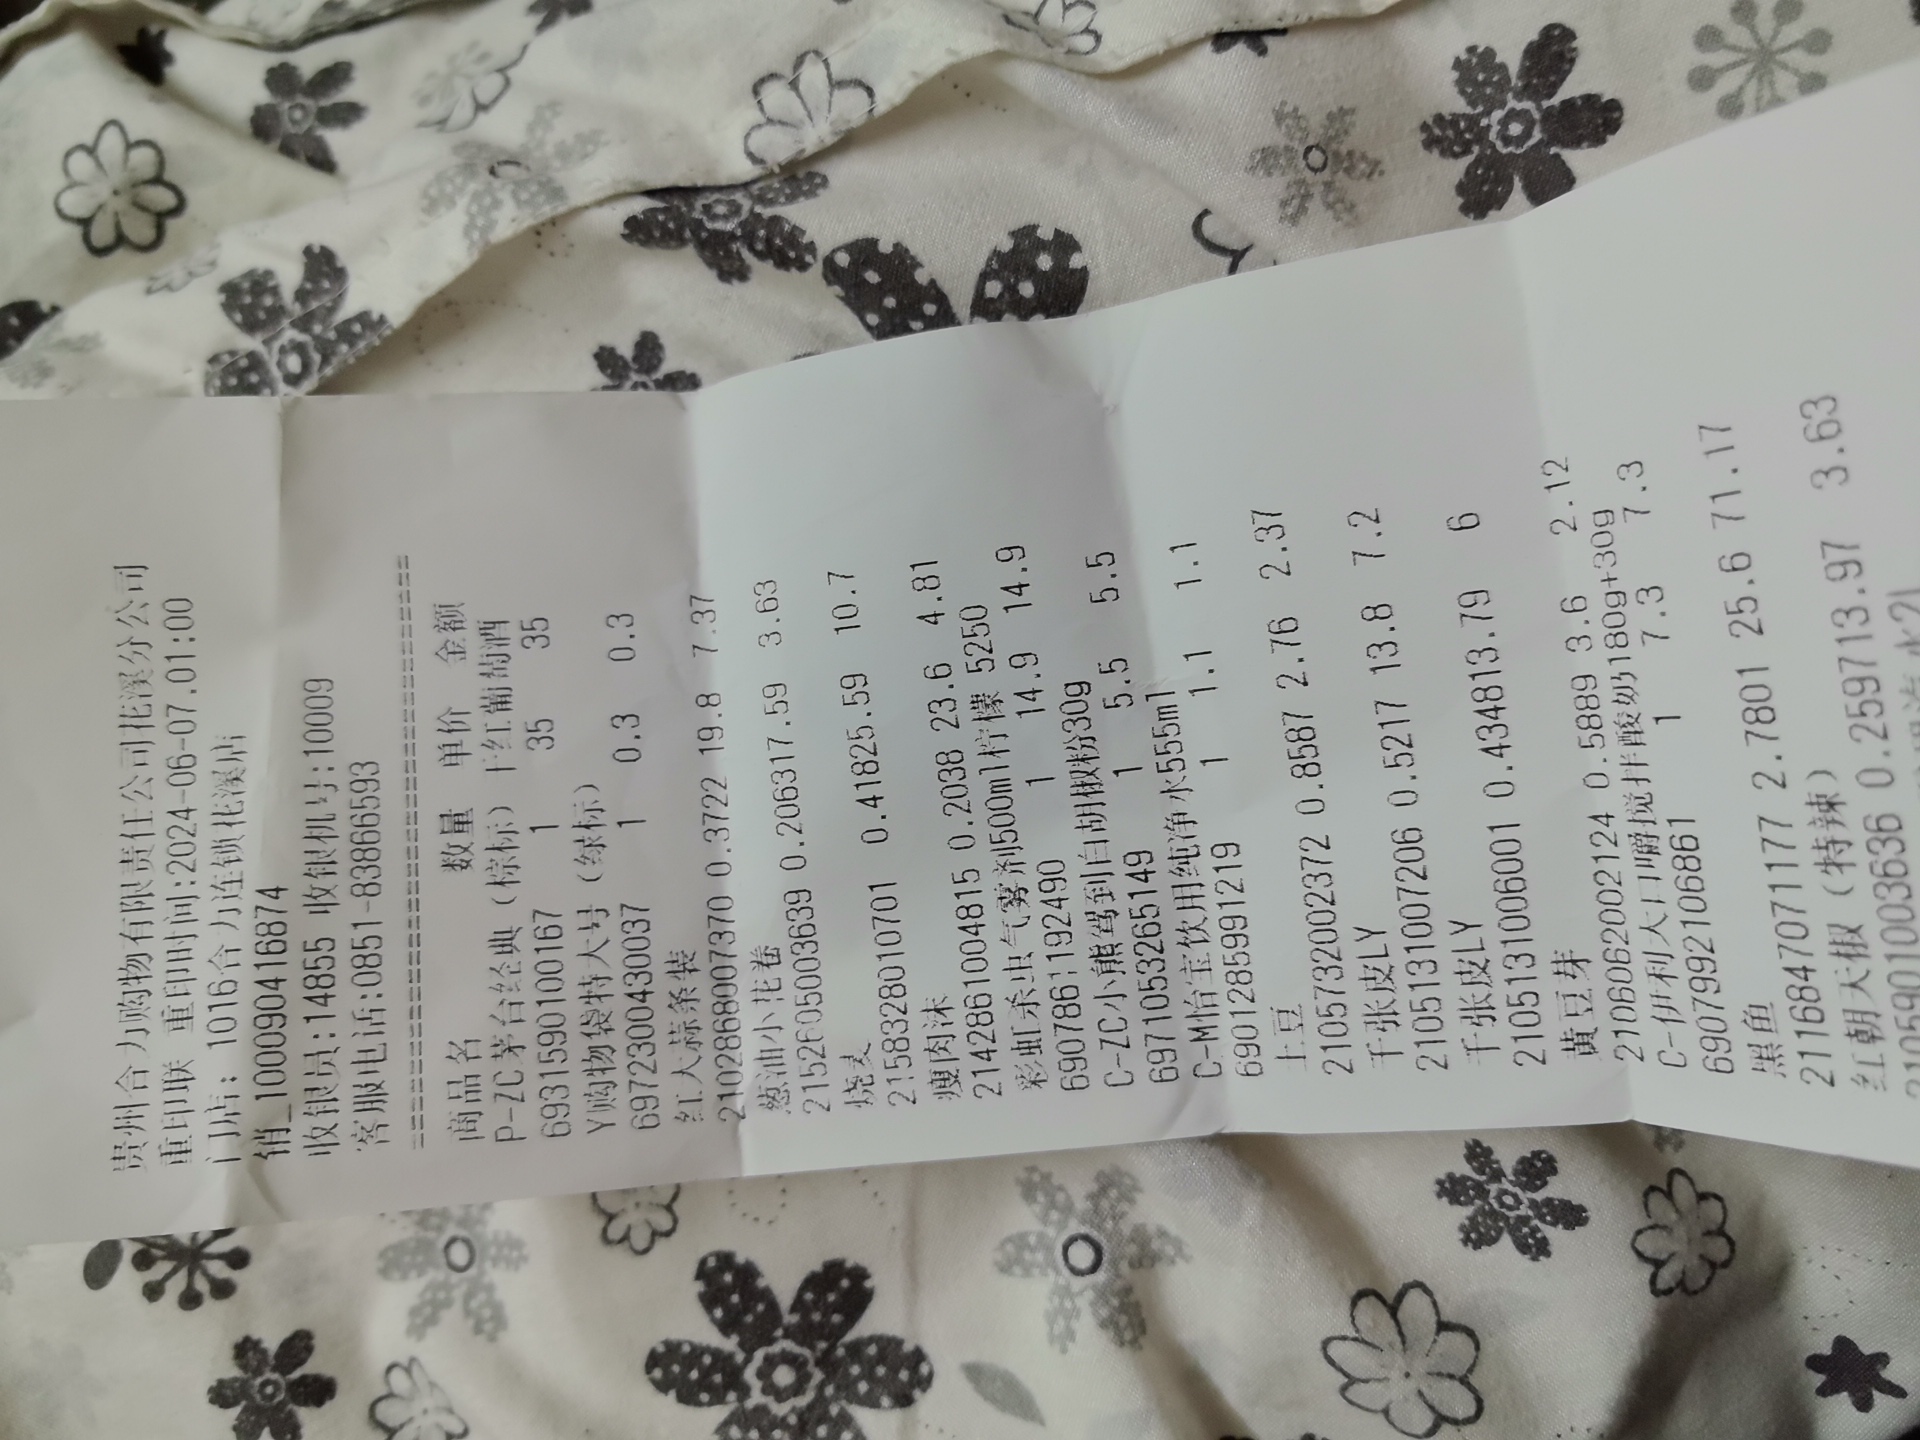 贵州合力购物有限责任公司花溪分公司
重印联 重印时间:2024-06-07.01:00
门店: 1016合力连锁花溪店
销_100090416874
收银员:14855 收银机号:10009
客服电话:0851-83866593
================================
商品名 数量 单价 金额
P-ZC茅台经典（棕标）干红葡萄酒
6931590100167 1 35 35
Y购物袋特大号（绿标）
6972300430037 1 0.3 0.3
红大蒜条装
2102868007370 0.3722 19.8 7.37
葱油小花卷
2152605003639 0.206317.59 3.63
烧麦
2158328010701 0.41825.59 10.7
瘦肉沫
2142861004815 0.2038 23.6 4.81
彩虹杀虫气雾剂500ml柠檬 5250
6907861192490 1 14.9 14.9
C-ZC小熊驾到白胡椒粉30g
6971053265149 1 5.5 5.5
C-M怡宝饮用纯净水555ml
6901285991219 1 1.1 1.1
土豆
2105732002372 0.8587 2.76 2.37
千张皮LY
2105131007206 0.5217 13.8 7.2
千张皮LY
2105131006001 0.434813.79 6
黄豆芽
2106062002124 0.5889 3.6 2.12
C-伊利大口嚼搅拌酸奶180g+30g
6907992106861 1 7.3 7.3
黑鱼
2116847071177 2.7801 25.6 71.17
红朝天椒（特辣）
2105901003636 0.259713.97 3.63